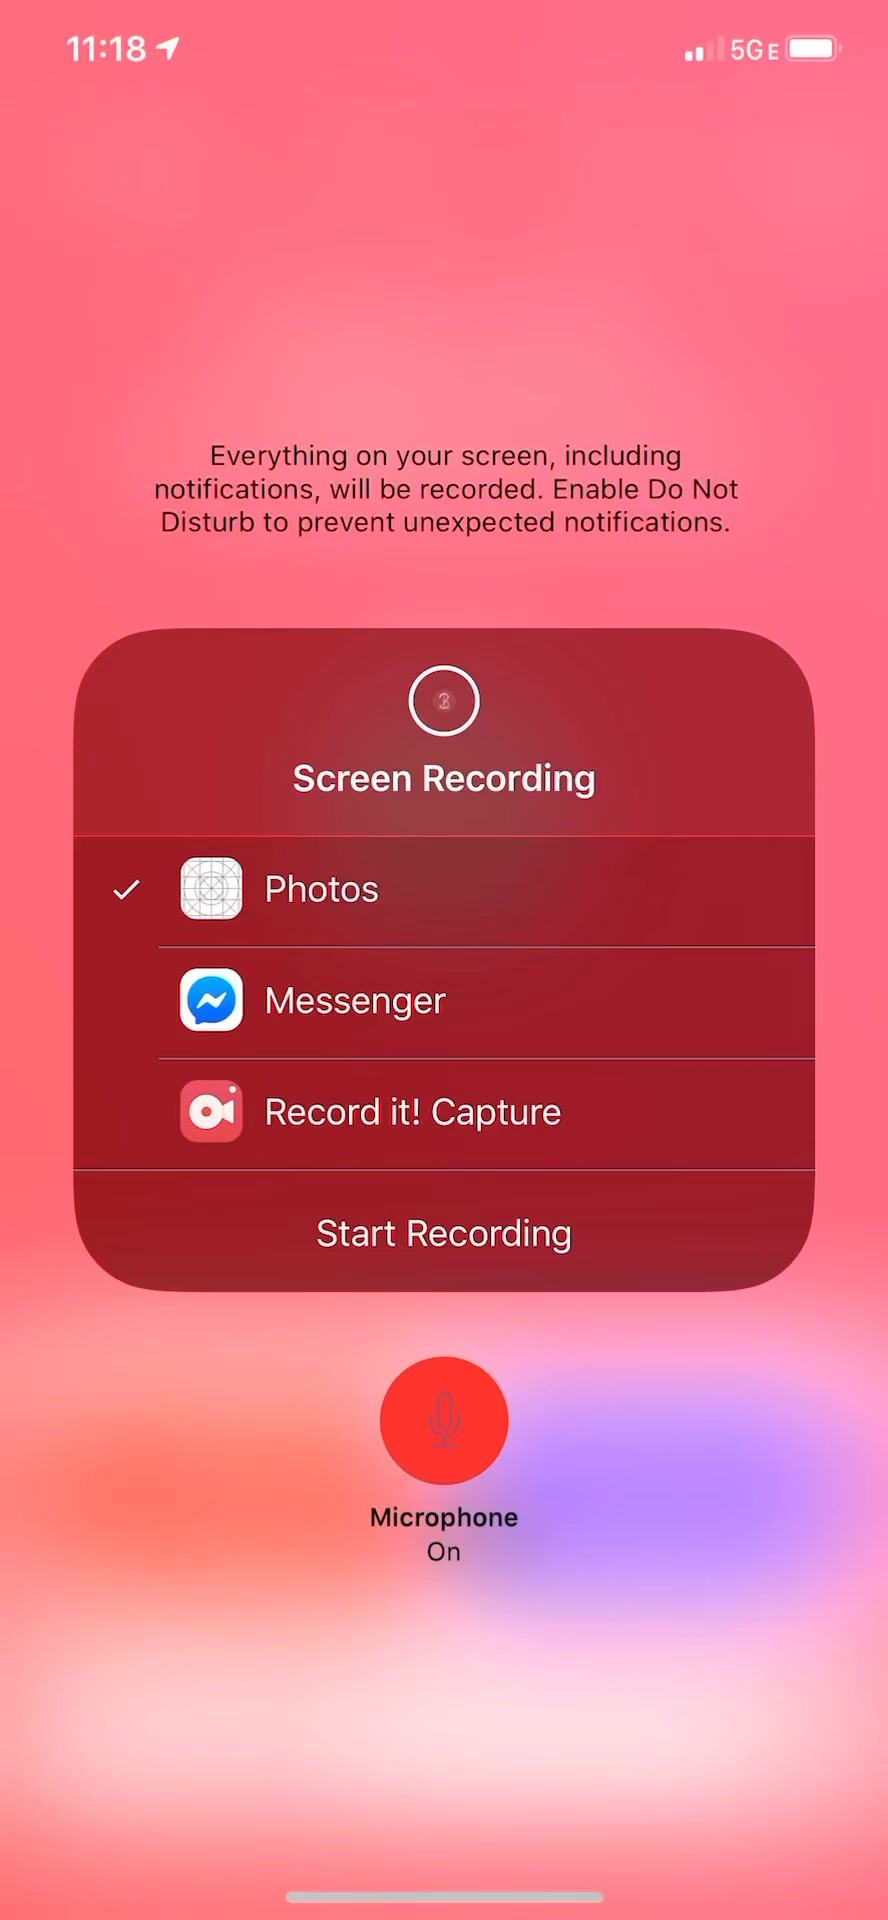 11:18
5GE
Everything on your screen, including
notifications, will be recorded. Enable Do Not
Disturb to prevent unexpected notifications.
Screen Recording
Photos
Messenger
Record it! Capture
Start Recording
Microphone
On